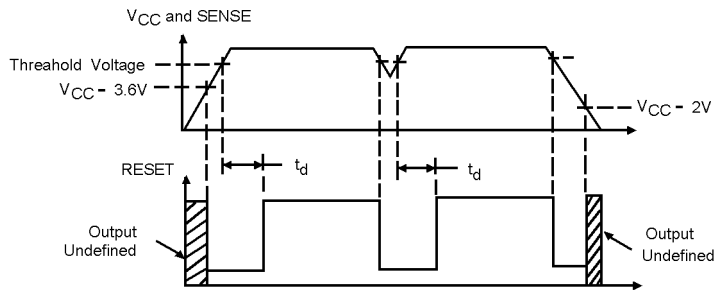 VCC and SENSE
Threahold Voltage
VCC – 3.6V
VCC – 2V
RESET
td
td
Output
Undefined
Output
Undefined